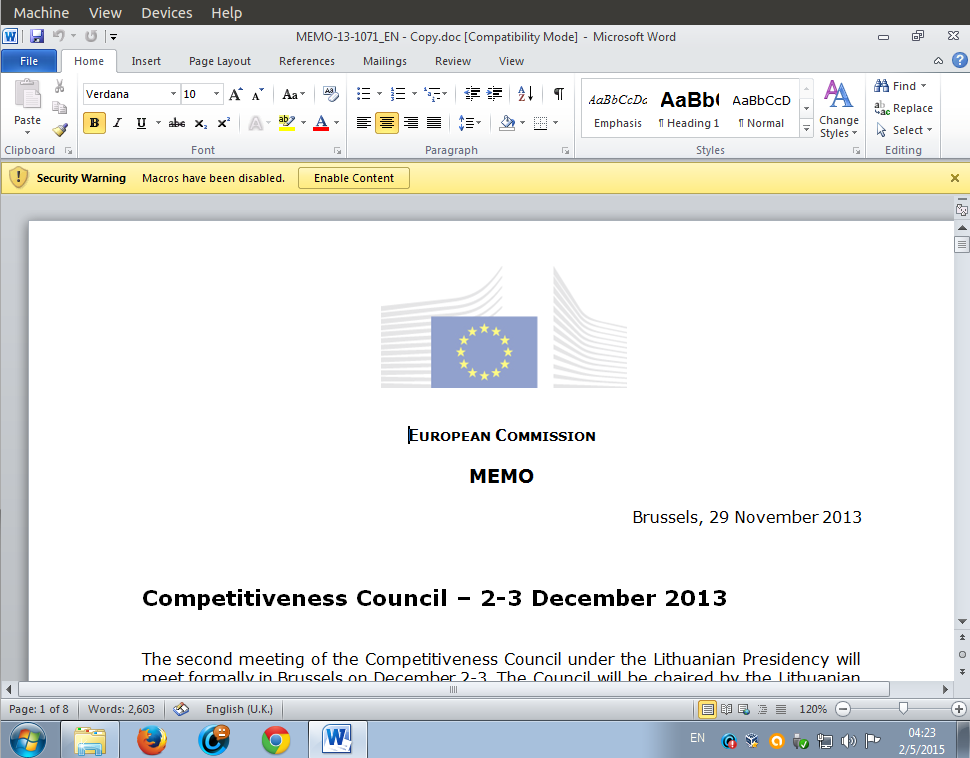 Machine View Devices Help
MEMO-13-1071_EN - Copy.doc [Compatibility Mode] - Microsoft Word
File Home Insert Page Layout References Mailings Review View
Verdana 10 Aa AaBbCcDc AaBb( AaBbCcD Find
Replace
Paste B I U abc x₂ x² A ab A Emphasis ¶ Heading 1 ¶ Normal Change Styles Select
Clipboard Font Paragraph Styles Editing
Security Warning Macros have been disabled. Enable Content
EUROPEAN COMMISSION
MEMO
Brussels, 29 November 2013
Competitiveness Council – 2-3 December 2013
The second meeting of the Competitiveness Council under the Lithuanian Presidency will
meet formally in Brussels on December 2-3. The Council will be chaired by the Lithuanian
Page: 1 of 8 Words: 2,603 English (U.K.) 120%
EN 04:23
2/5/2015